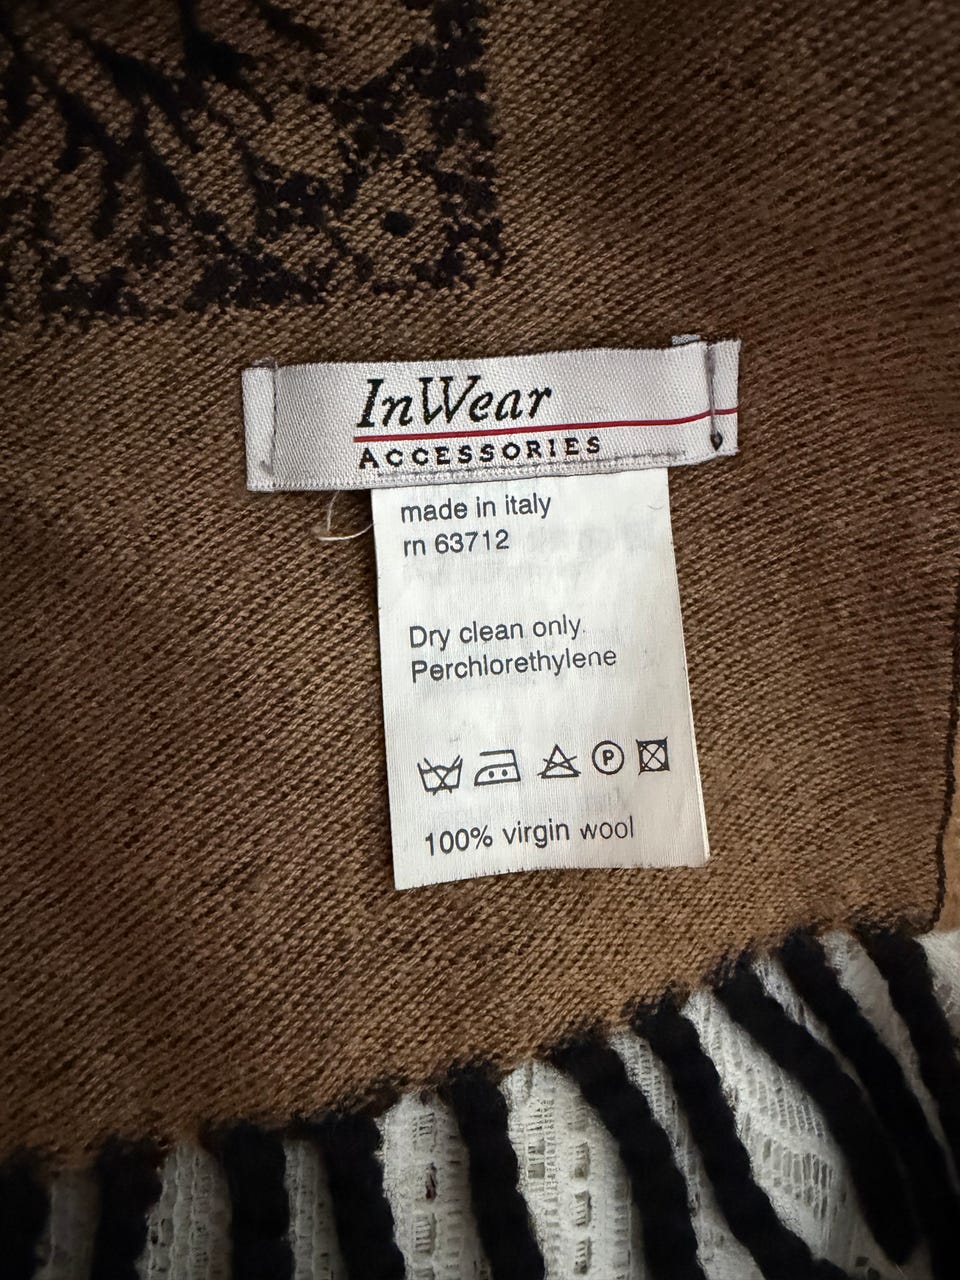 InWear
ACCESSORIES
made in italy
rn 63712
Dry clean only.
Perchlorethylene
P
100% virgin wool